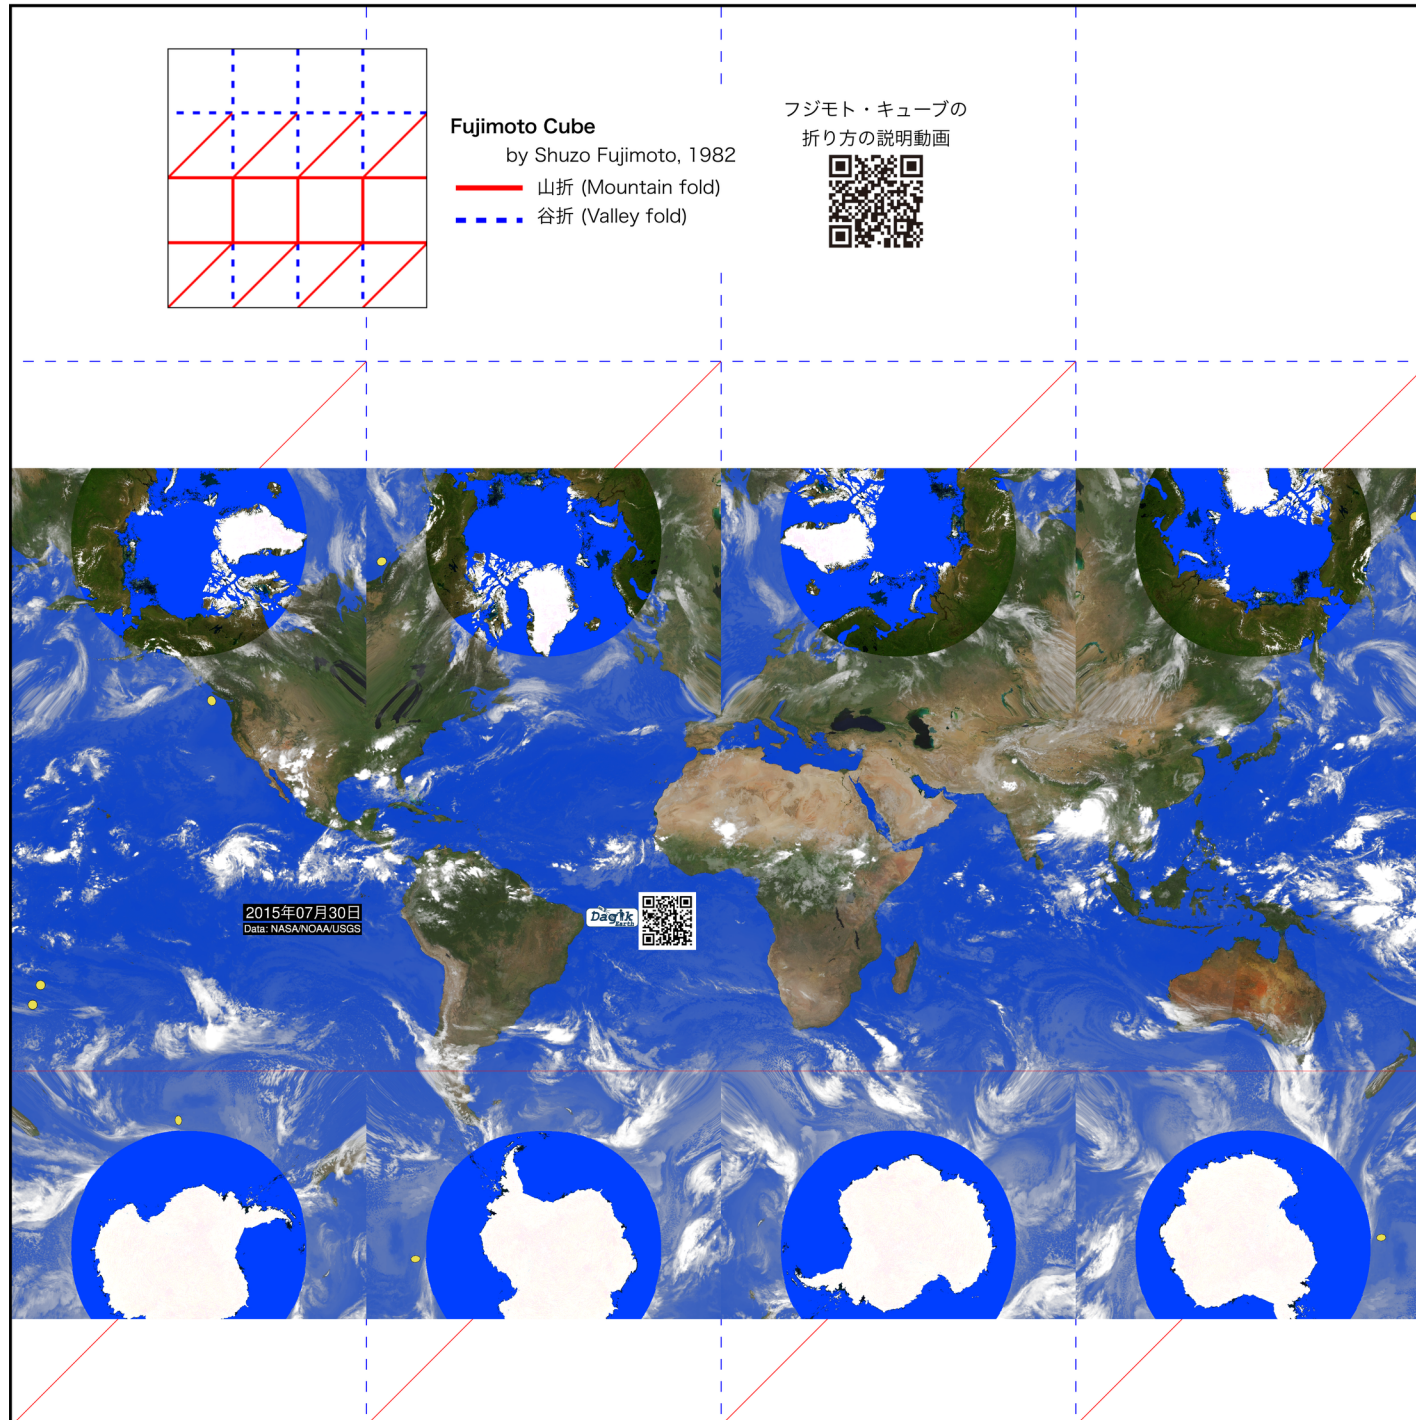 Fujimoto Cube
by Shuzo Fujimoto, 1982
山折 (Mountain fold)
谷折 (Valley fold)
フジモト・キューブの
折り方の説明動画
2015年07月30日
Data: NASA/NOAA/USGS
Dagik
Earth